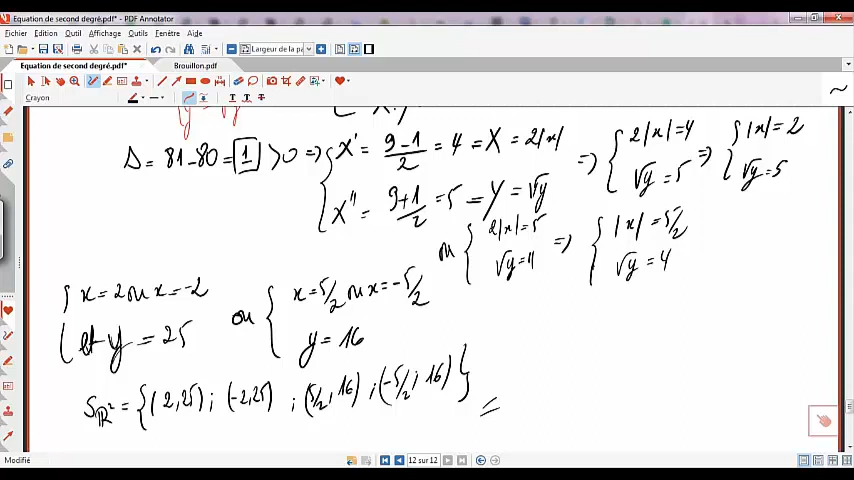 Equation de second degré.pdf* - PDF Annotator
Fichier Edition Outil Affichage Outils Fenêtre Aide
Largeur de la pa
Equation de second degré.pdf* Brouillon.pdf
Crayon
Δ = 81 - 80 = 1 > 0 => { X' = (9-1)/2 = 4 = X = 2|x| => { 2|x| = 4 => { |x| = 2
X'' = (9+1)/2 = 5 = Y = √y √y = 5 √y = 5
ou { 2|x| = 5 => { |x| = 5/2
√y = 4 √y = 4
{ x = 2 ou x = -2 ou { x = 5/2 ou x = -5/2
et y = 25 y = 16
S_ℝ² = { (2,25) ; (-2,25) ; (5/2 ; 16) ; (-5/2 ; 16) }
Modifié 12 sur 12